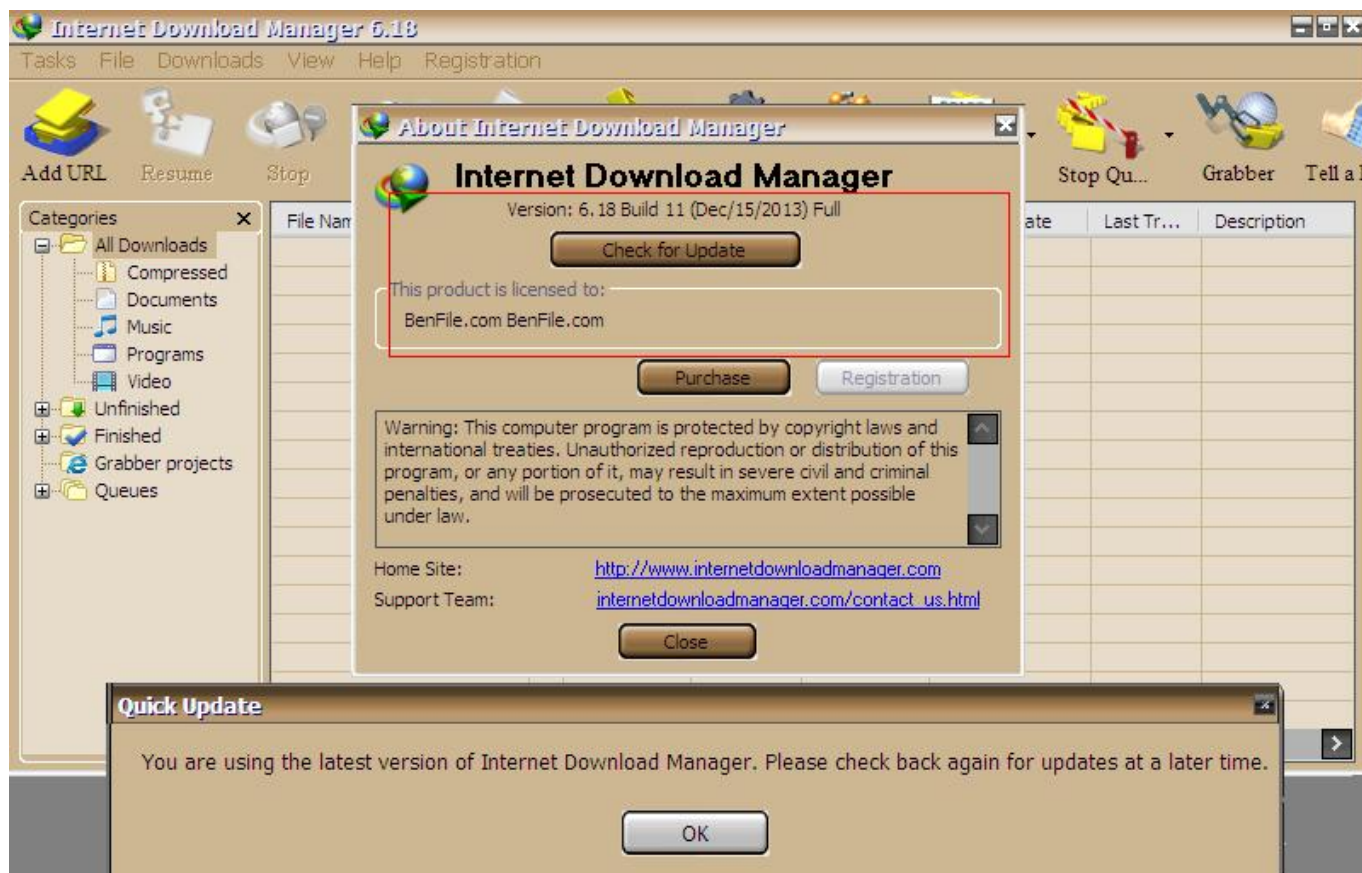 Internet Download Manager 6.18
Tasks File Downloads View Help Registration
Add URL Resume Stop Stop Qu... Grabber Tell a
About Internet Download Manager
Internet Download Manager
Version: 6.18 Build 11 (Dec/15/2013) Full
Check for Update
This product is licensed to:
BenFile.com BenFile.com
Purchase Registration
Warning: This computer program is protected by copyright laws and
international treaties. Unauthorized reproduction or distribution of this
program, or any portion of it, may result in severe civil and criminal
penalties, and will be prosecuted to the maximum extent possible
under law.
Home Site: http://www.internetdownloadmanager.com
Support Team: internetdownloadmanager.com/contact_us.html
Close
Categories
All Downloads
Compressed
Documents
Music
Programs
Video
Unfinished
Finished
Grabber projects
Queues
File Nam ate Last Tr... Description
Quick Update
You are using the latest version of Internet Download Manager. Please check back again for updates at a later time.
OK